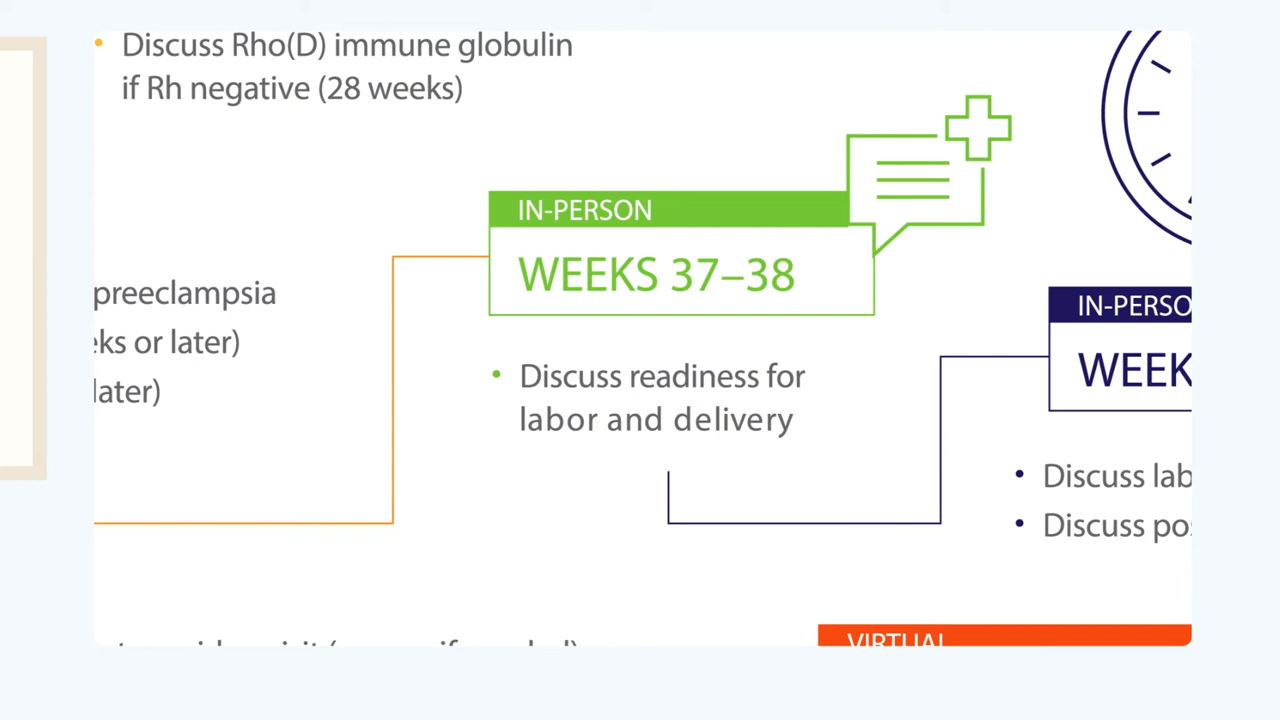 Discuss Rho(D) immune globulin
if Rh negative (28 weeks)
preeclampsia
or later)
later)
IN-PERSON
WEEKS 37–38
Discuss readiness for
labor and delivery
IN-PERSO
WEEK
Discuss lab
Discuss pos
VIRTUAL